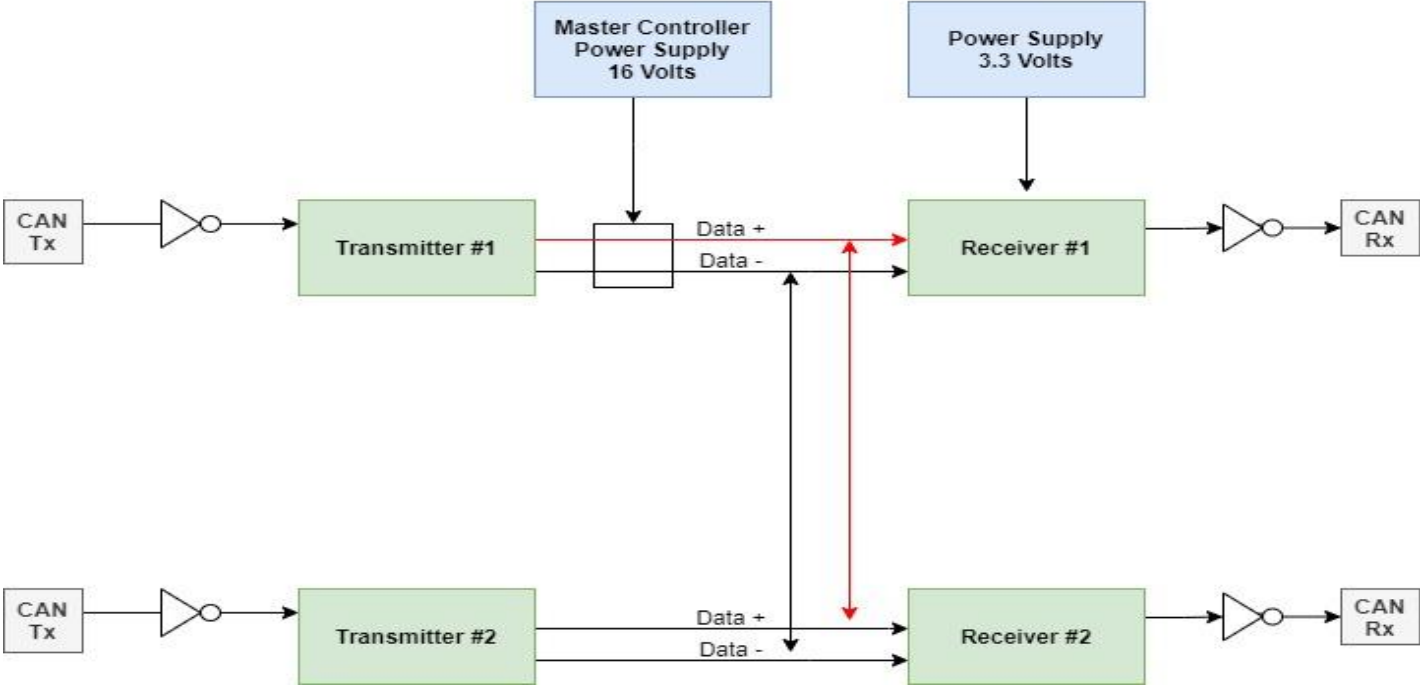 Master Controller
Power Supply
16 Volts
Power Supply
3.3 Volts
CAN
Tx
Transmitter #1
Data +
Data -
Receiver #1
CAN
Rx
CAN
Tx
Transmitter #2
Data +
Data -
Receiver #2
CAN
Rx